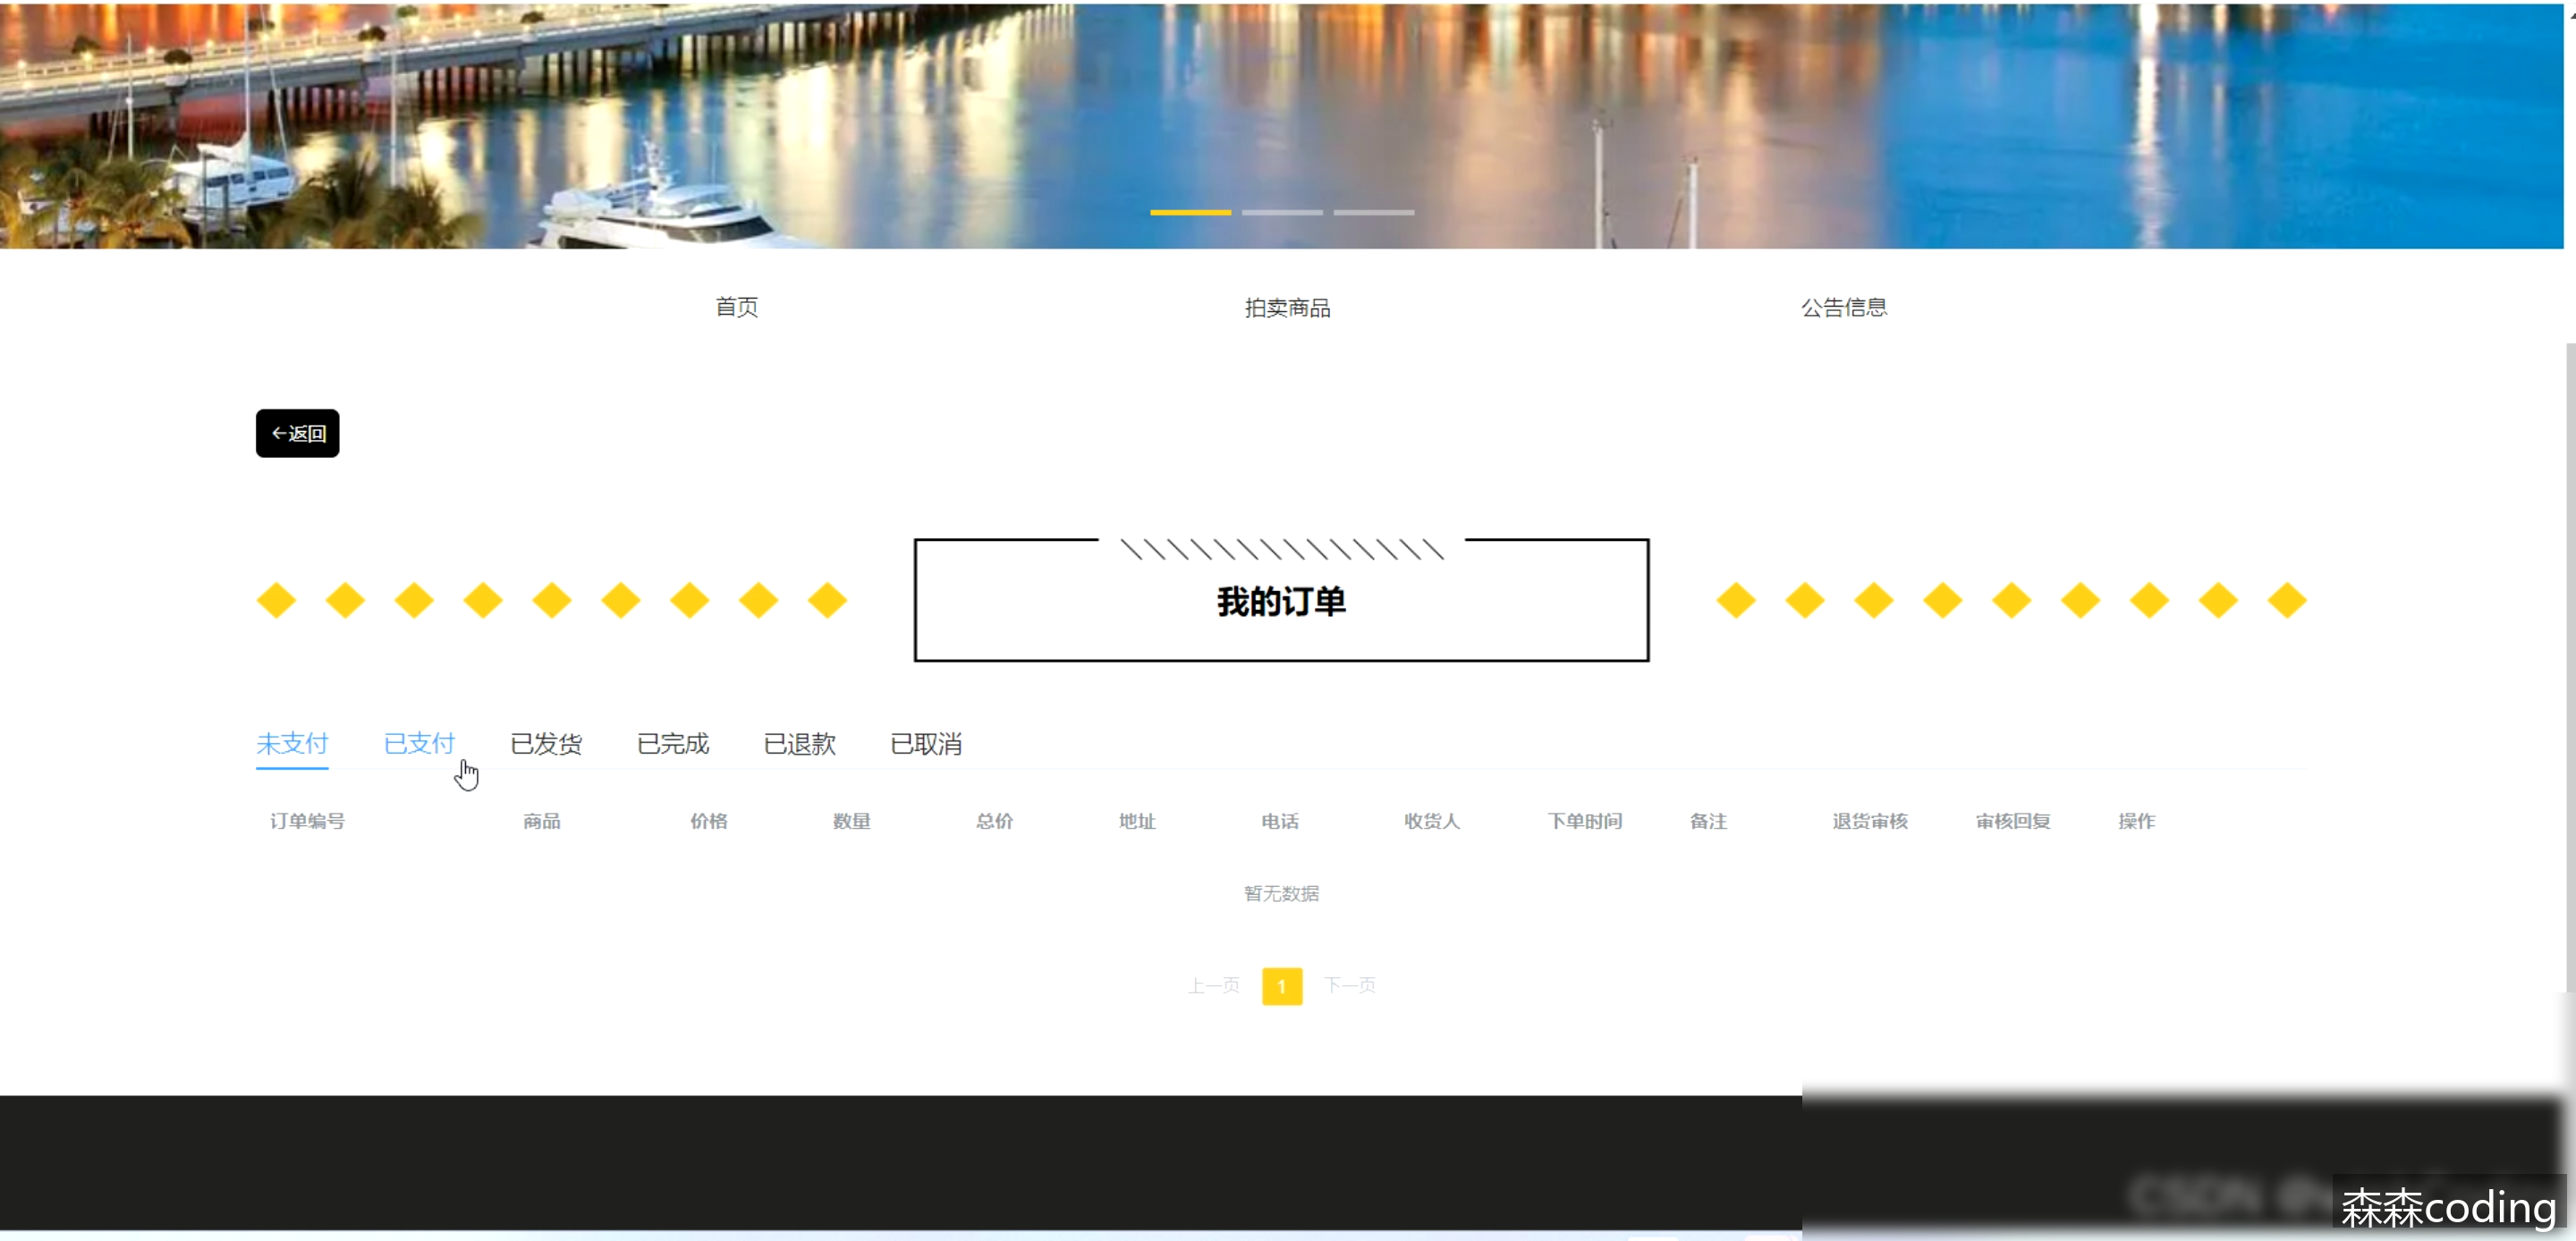 首页 拍卖商品 公告信息
←返回
我的订单
未支付 已支付 已发货 已完成 已退款 已取消
订单编号 商品 价格 数量 总价 地址 电话 收货人 下单时间 备注 退货审核 审核回复 操作
暂无数据
上一页 1 下一页
森森coding